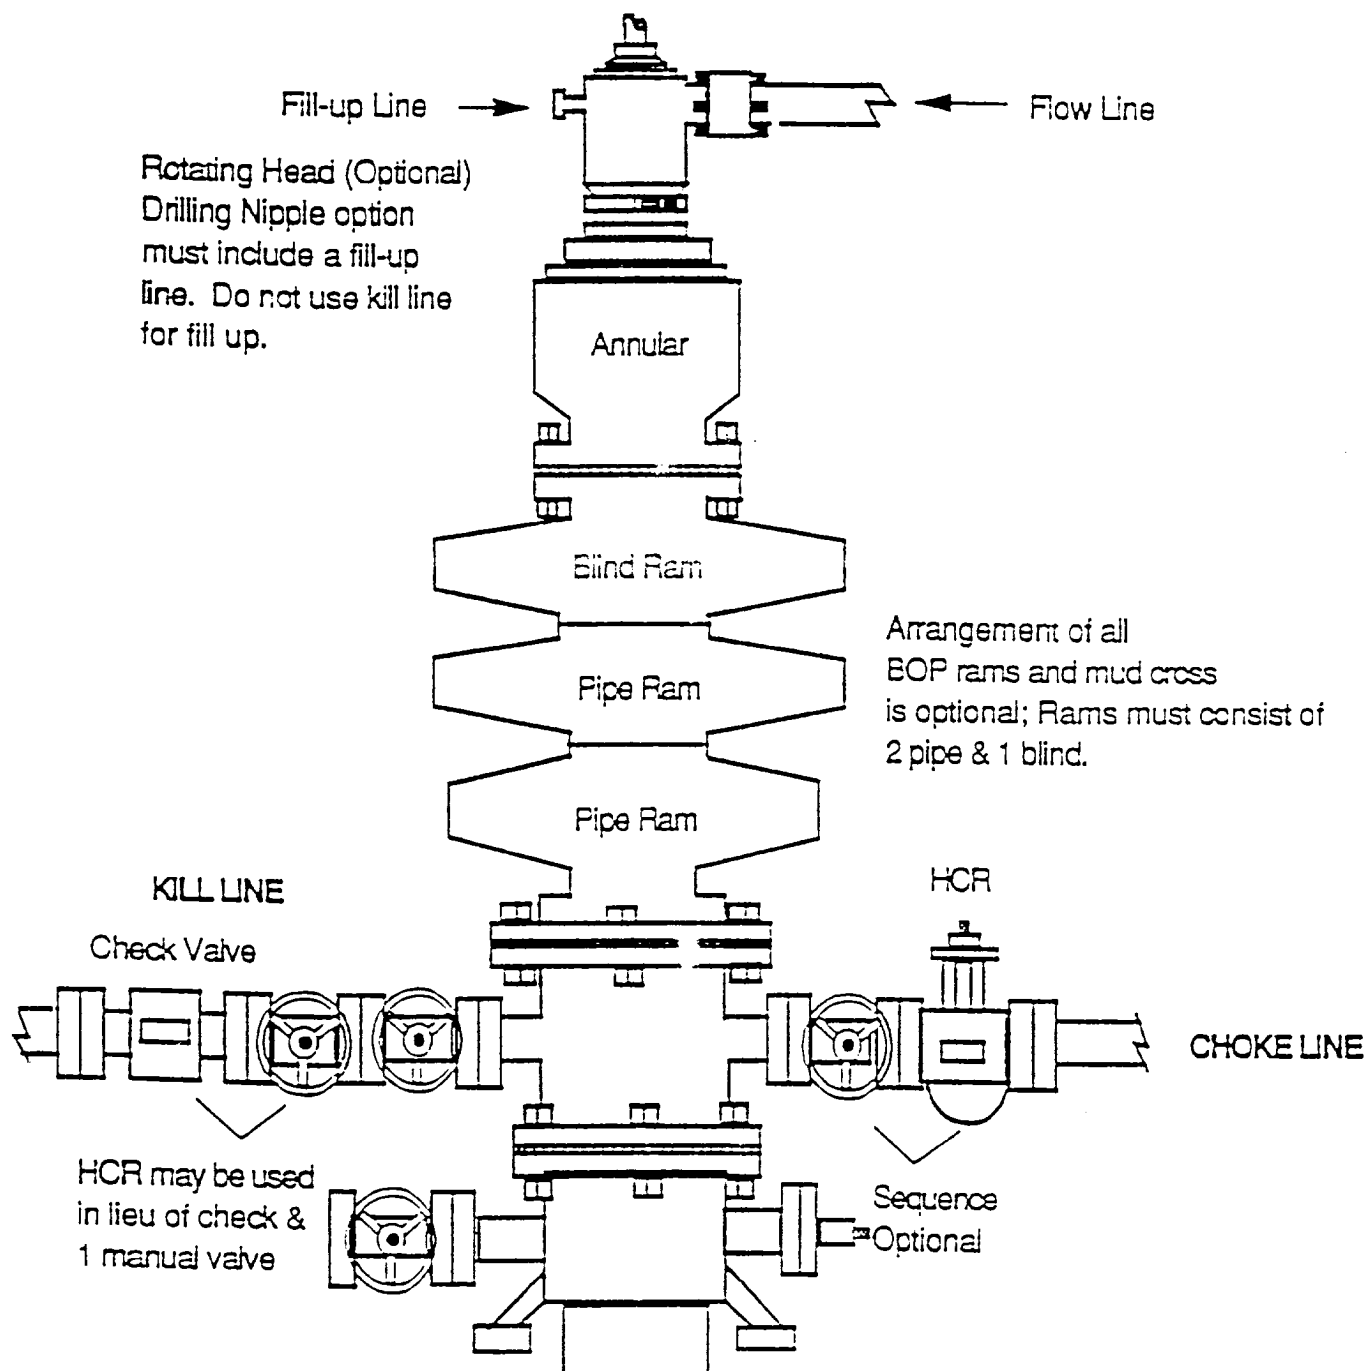 Fill-up Line
Flow Line
Rotating Head (Optional)
Drilling Nipple option
must include a fill-up
line. Do not use kill line
for fill up.
Annular
Blind Ram
Pipe Ram
Arrangement of all
BOP rams and mud cross
is optional; Rams must consist of
2 pipe & 1 blind.
Pipe Ram
KILL LINE
HCR
Check Valve
CHOKE LINE
HCR may be used
in lieu of check &
1 manual valve
Sequence
Optional